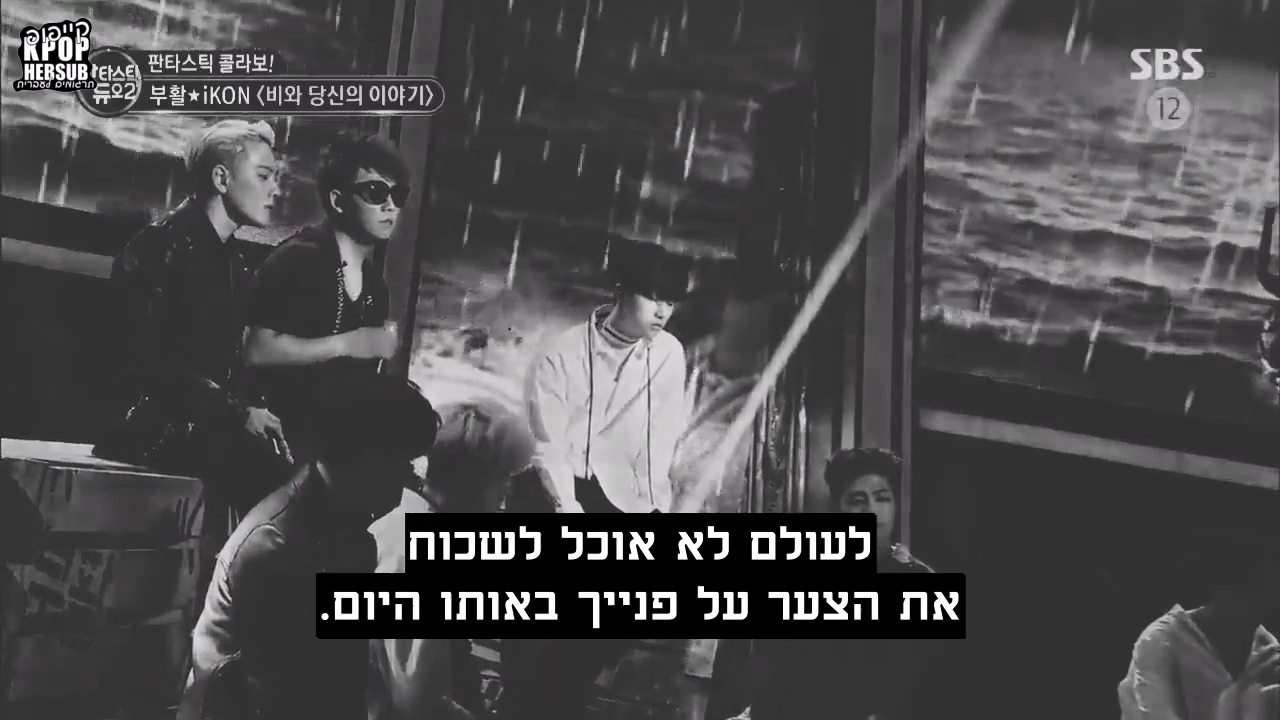 קייפופ
KPOP
HEBSUB
תרגומים לעברית
판타스틱 콜라보!
판타스틱
듀오2
부활★iKON 〈비와 당신의 이야기〉
SBS
12
לעולם לא אוכל לשכוח
את הצער על פנייך באותו היום.